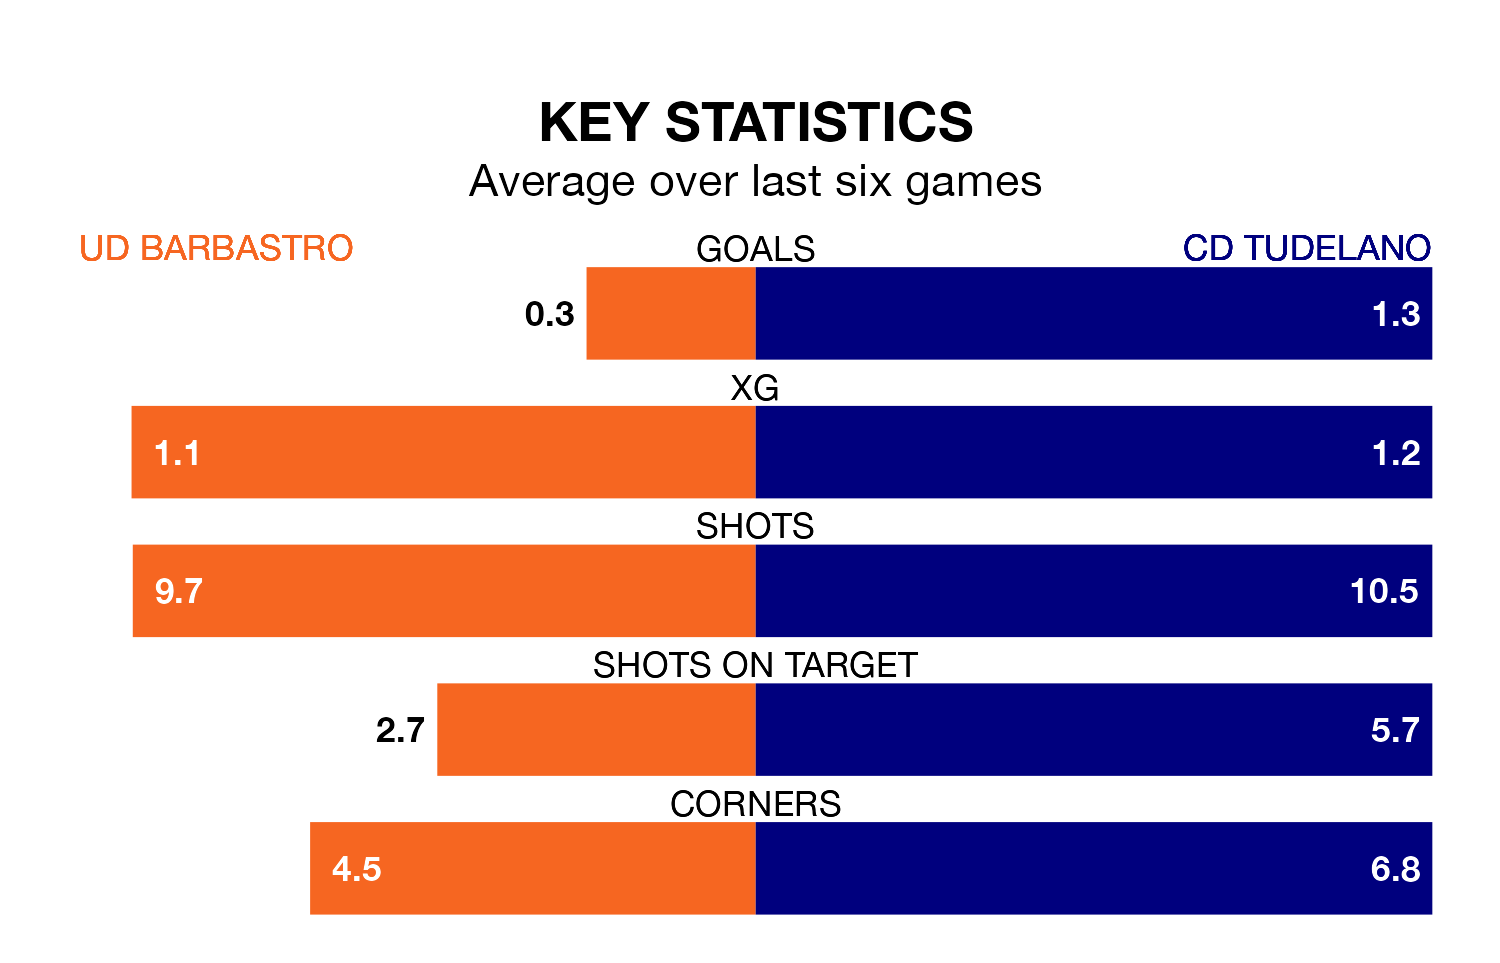 KEY STATISTICS
Average over last six games
UD BARBASTRO GOALS CD TUDELANO
0.3 1.3
XG
1.1 1.2
SHOTS
9.7 10.5
SHOTS ON TARGET
2.7 5.7
CORNERS
4.5 6.8